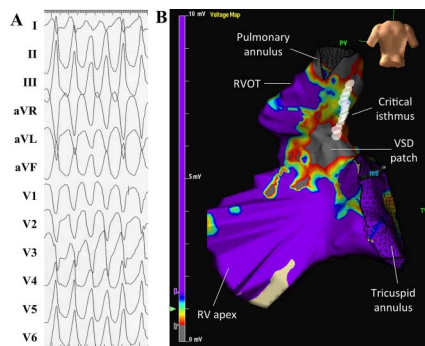 A
I
II
III
aVR
aVL
aVF
V1
V2
V3
V4
V5
V6
B
10 mV
Voltage Map
PV
Pulmonary
annulus
RVOT
Critical
isthmus
VSD
patch
HIS
5 mV
Tricuspid
annulus
RV apex
0 mV